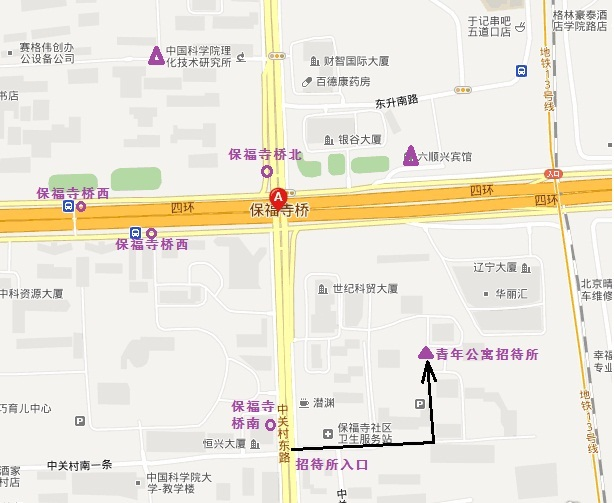 于记串吧
五道口店
格林豪泰酒
店学院路店
赛格伟创办
公设备公司
中国科学院理
化技术研究所
财智国际大厦
百德康药房
地铁13号线
书店
东升南路
银谷大厦
保福寺桥北
六顺兴宾馆
入口
保福寺桥西
四环
四环
四环
A
保福寺桥
保福寺桥西
辽宁大厦
中科资源大厦
世纪科贸大厦
华丽汇
北京晴
车维修
青年公寓招待所
幸福
专业
巧育儿中心
P
保福寺
桥南
中关村东路
潜渊
P
保福寺社区
卫生服务站
地铁13号线
恒兴大厦
中关村南一条
招待所入口
酒家
村店
中国科学院大
学-教学楼
中